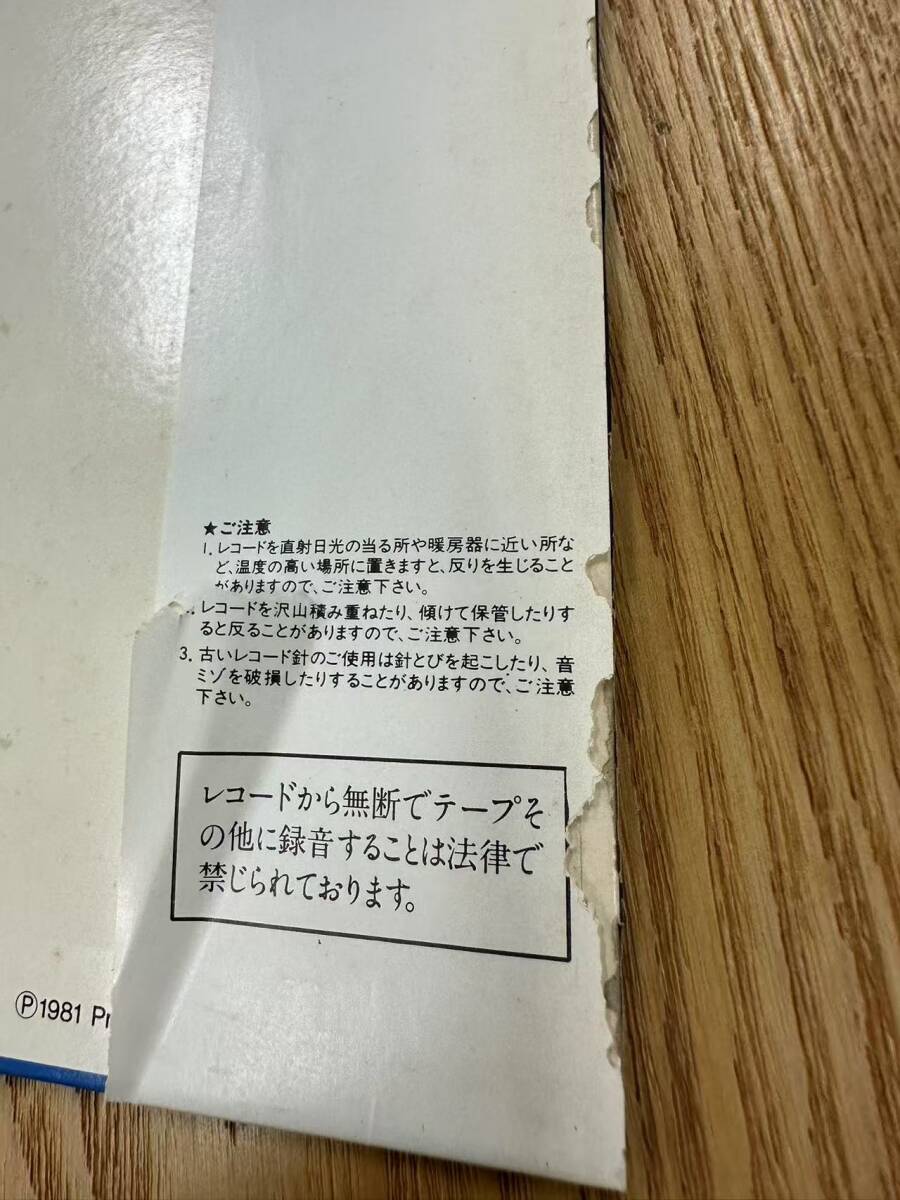 ★ご注意
1. レコードを直射日光の当る所や暖房器に近い所な
ど、温度の高い場所に置きますと、反りを生じること
がありますので、ご注意下さい。
レコードを沢山積み重ねたり、傾けて保管したりす
ると反ることがありますので、ご注意下さい。
3. 古いレコード針のご使用は針とびを起こしたり、音
ミゾを破損したりすることがありますので、ご注意
下さい。
レコードから無断でテープそ
の他に録音することは法律で
禁じられております。
Ⓟ1981